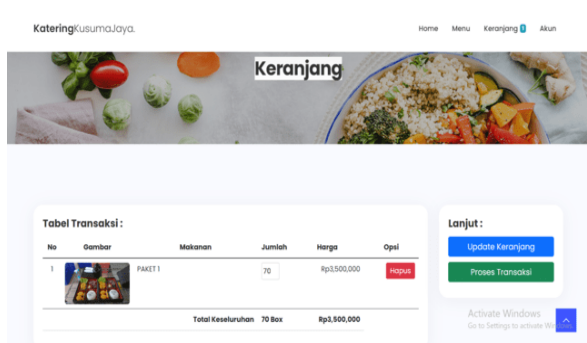 KateringKusumaJaya.
Home Menu Keranjang Akun
Keranjang
Tabel Transaksi :
No Gambar Makanan Jumlah Harga Opsi
1 PAKET 1 70 Rp3,500,000 Hapus
Total Keseluruhan 70 Box Rp3,500,000
Lanjut :
Update Keranjang
Proses Transaksi
Activate Windows
Go to Settings to activate Windows.